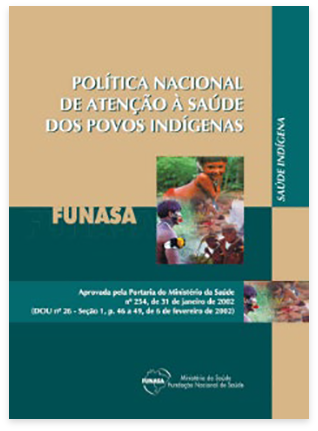 POLÍTICA NACIONAL
DE ATENÇÃO À SAÚDE
DOS POVOS INDÍGENAS
SAÚDE INDÍGENA
FUNASA
Aprovada pela Portaria do Ministério da Saúde
nº 254, de 31 de janeiro de 2002
(DOU nº 26 - Seção 1, p. 46 a 49, de 6 de fevereiro de 2002)
FUNASA
Ministério da Saúde
Fundação Nacional de Saúde